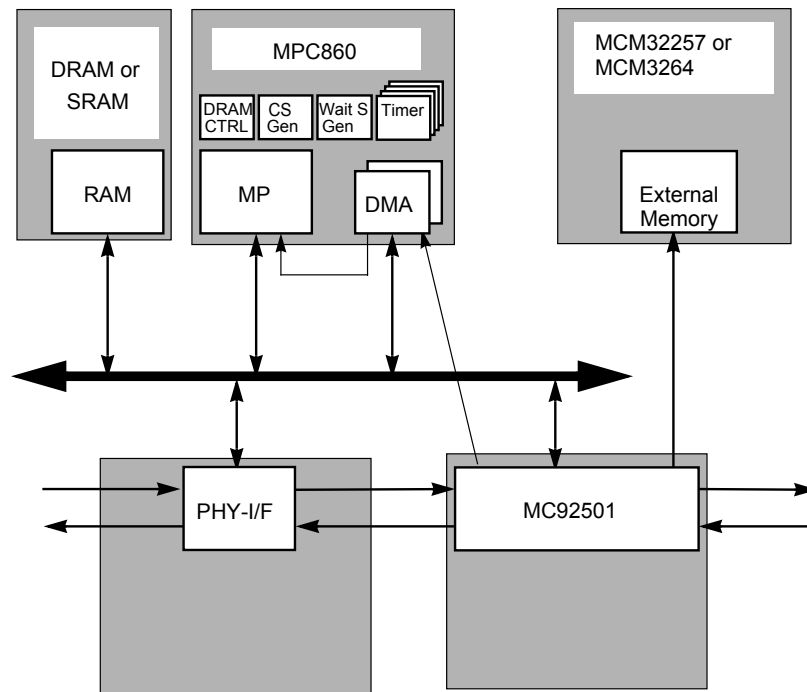 DRAM or
SRAM
RAM
MPC860
DRAM
CTRL
CS
Gen
Wait S
Gen
Timer
MP
DMA
MCM32257 or
MCM3264
External
Memory
PHY-I/F
MC92501